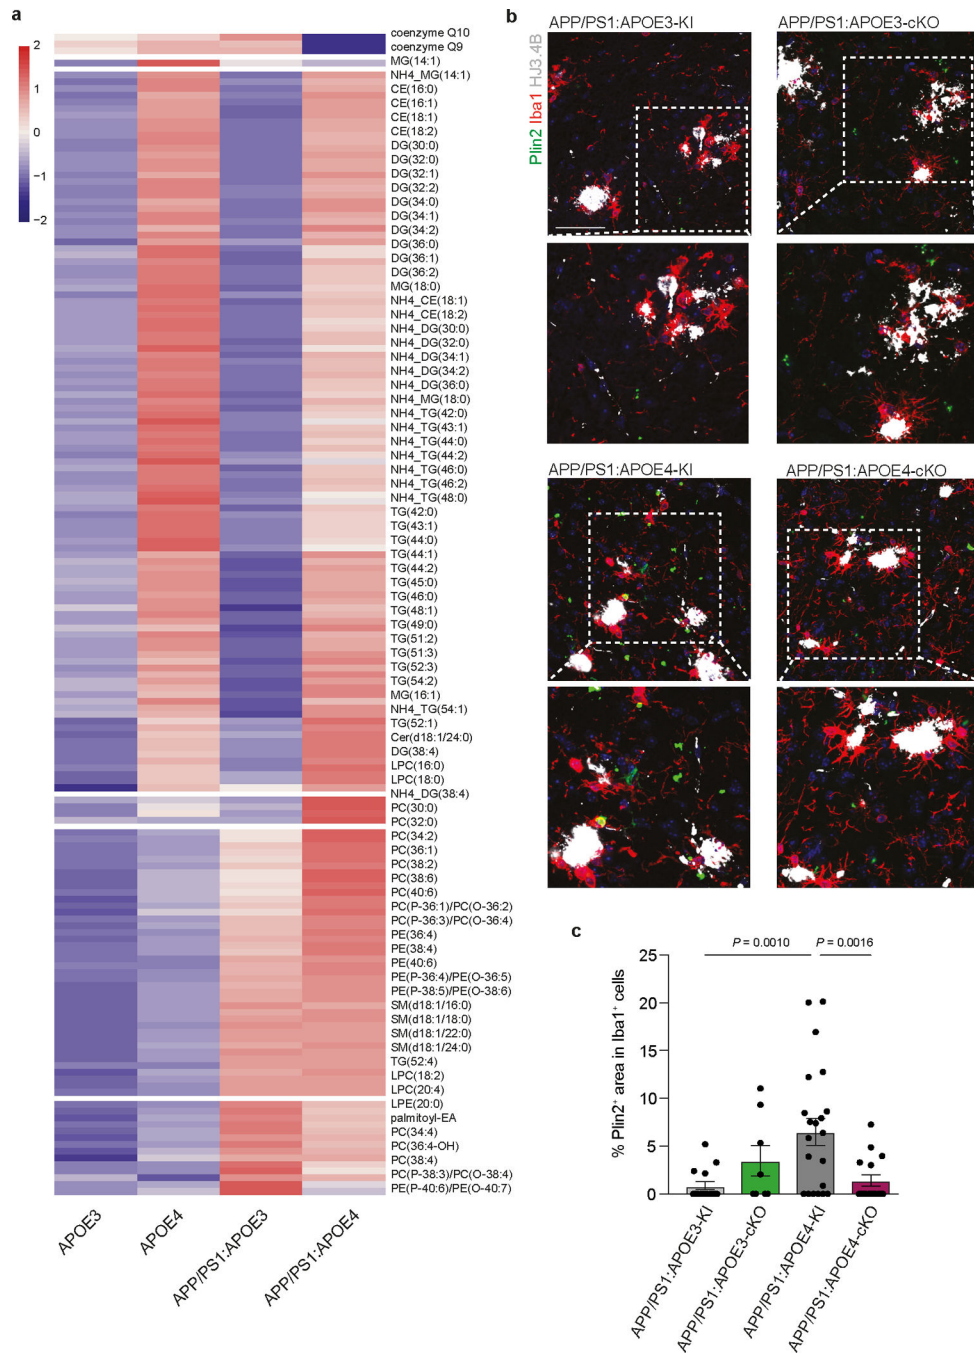 a
2
1
0
−1
−2
coenzyme Q10
coenzyme Q9
MG(14:1)
NH4_MG(14:1)
CE(16:0)
CE(16:1)
CE(18:1)
CE(18:2)
DG(30:0)
DG(32:0)
DG(32:1)
DG(32:2)
DG(34:0)
DG(34:1)
DG(34:2)
DG(36:0)
DG(36:1)
DG(36:2)
MG(18:0)
NH4_CE(18:1)
NH4_CE(18:2)
NH4_DG(30:0)
NH4_DG(32:0)
NH4_DG(34:1)
NH4_DG(34:2)
NH4_DG(36:0)
NH4_MG(18:0)
NH4_TG(42:0)
NH4_TG(43:1)
NH4_TG(44:0)
NH4_TG(44:2)
NH4_TG(46:0)
NH4_TG(46:2)
NH4_TG(48:0)
TG(42:0)
TG(43:1)
TG(44:0)
TG(44:1)
TG(44:2)
TG(45:0)
TG(46:0)
TG(48:1)
TG(49:0)
TG(51:2)
TG(51:3)
TG(52:3)
TG(54:2)
MG(16:1)
NH4_TG(54:1)
TG(52:1)
Cer(d18:1/24:0)
DG(38:4)
LPC(16:0)
LPC(18:0)
NH4_DG(38:4)
PC(30:0)
PC(32:0)
PC(34:2)
PC(36:1)
PC(38:2)
PC(38:6)
PC(40:6)
PC(P-36:1)/PC(O-36:2)
PC(P-36:3)/PC(O-36:4)
PE(36:4)
PE(38:4)
PE(40:6)
PE(P-36:4)/PE(O-36:5)
PE(P-38:5)/PE(O-38:6)
SM(d18:1/16:0)
SM(d18:1/18:0)
SM(d18:1/22:0)
SM(d18:1/24:0)
TG(52:4)
LPC(18:2)
LPC(20:4)
LPE(20:0)
palmitoyl-EA
PC(34:4)
PC(36:4-OH)
PC(38:4)
PC(P-38:3)/PC(O-38:4)
PE(P-40:6)/PE(O-40:7)
APOE3
APOE4
APP/PS1:APOE3
APP/PS1:APOE4
b
APP/PS1:APOE3-KI
APP/PS1:APOE3-cKO
Plin2 Iba1 HJ3.4B
APP/PS1:APOE4-KI
APP/PS1:APOE4-cKO
c
P = 0.0010
P = 0.0016
% Plin2⁺ area in Iba1⁺ cells
25
20
15
10
5
0
APP/PS1:APOE3-KI
APP/PS1:APOE3-cKO
APP/PS1:APOE4-KI
APP/PS1:APOE4-cKO